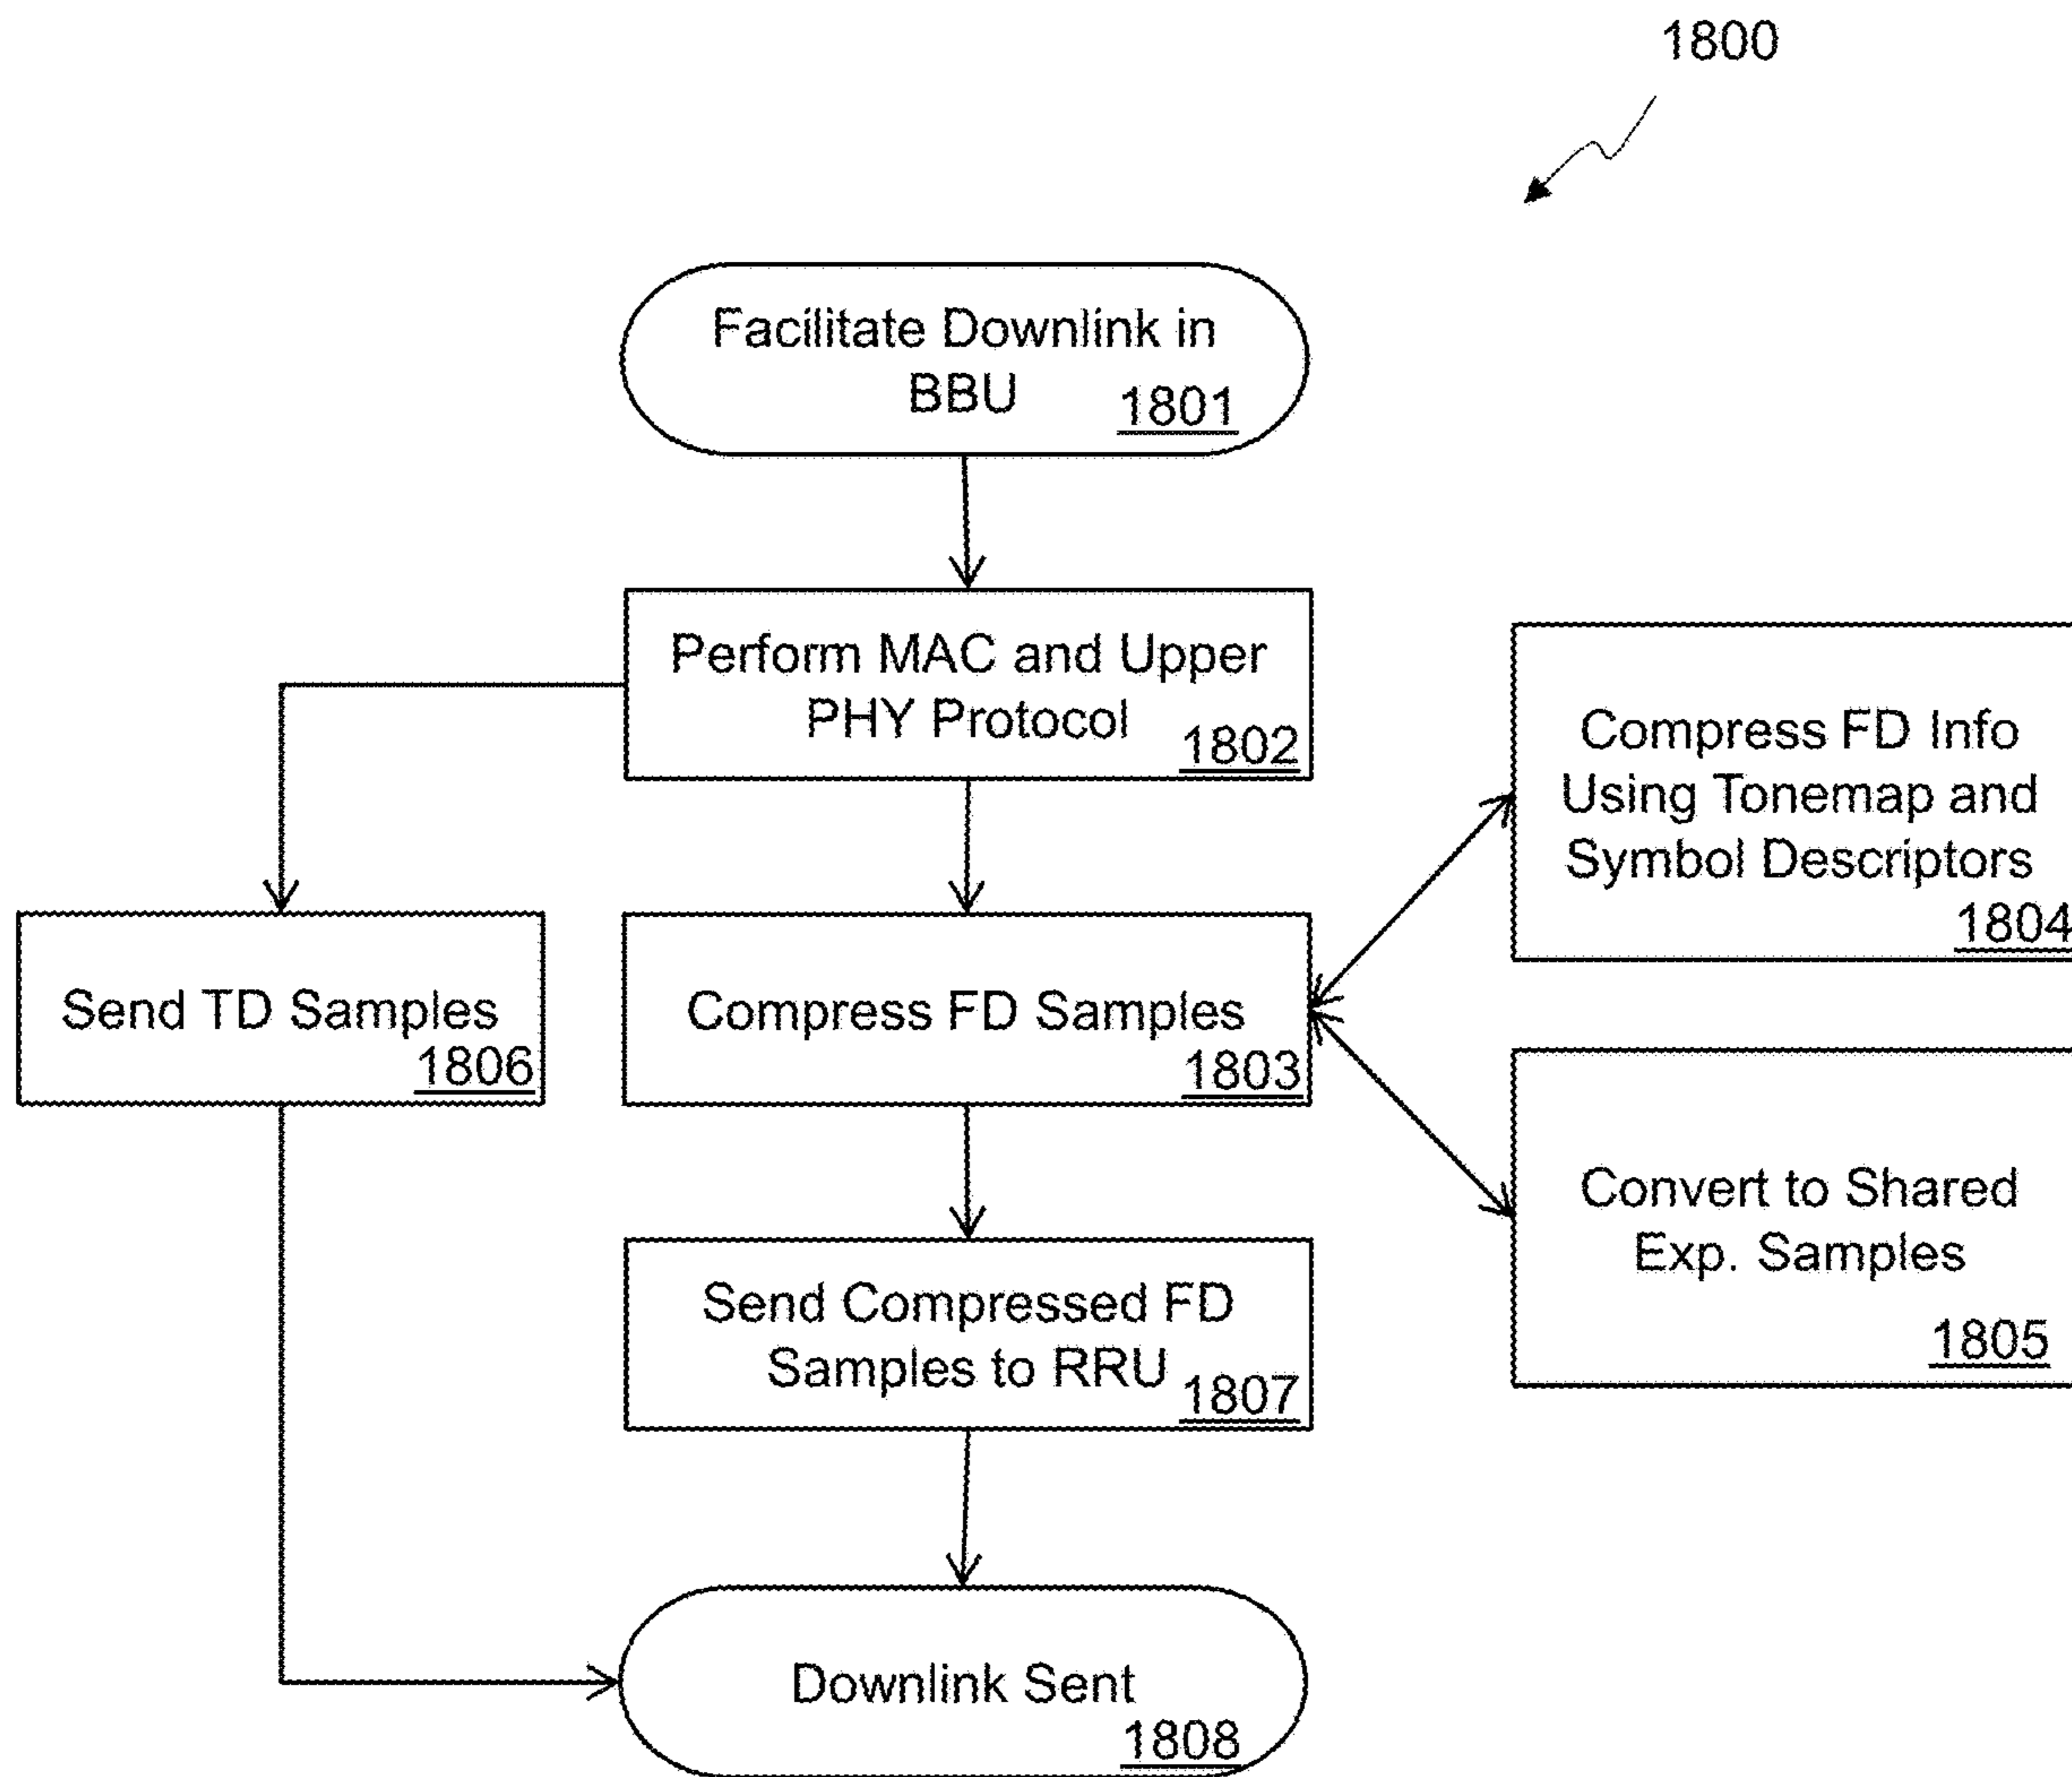 1800
Facilitate Downlink in
BBU 1801
Perform MAC and Upper
PHY Protocol 1802
Compress FD Info
Using Tonemap and
Symbol Descriptors
1804
Send TD Samples
1806
Compress FD Samples
1803
Convert to Shared
Exp. Samples
1805
Send Compressed FD
Samples to RRU 1807
Downlink Sent
1808